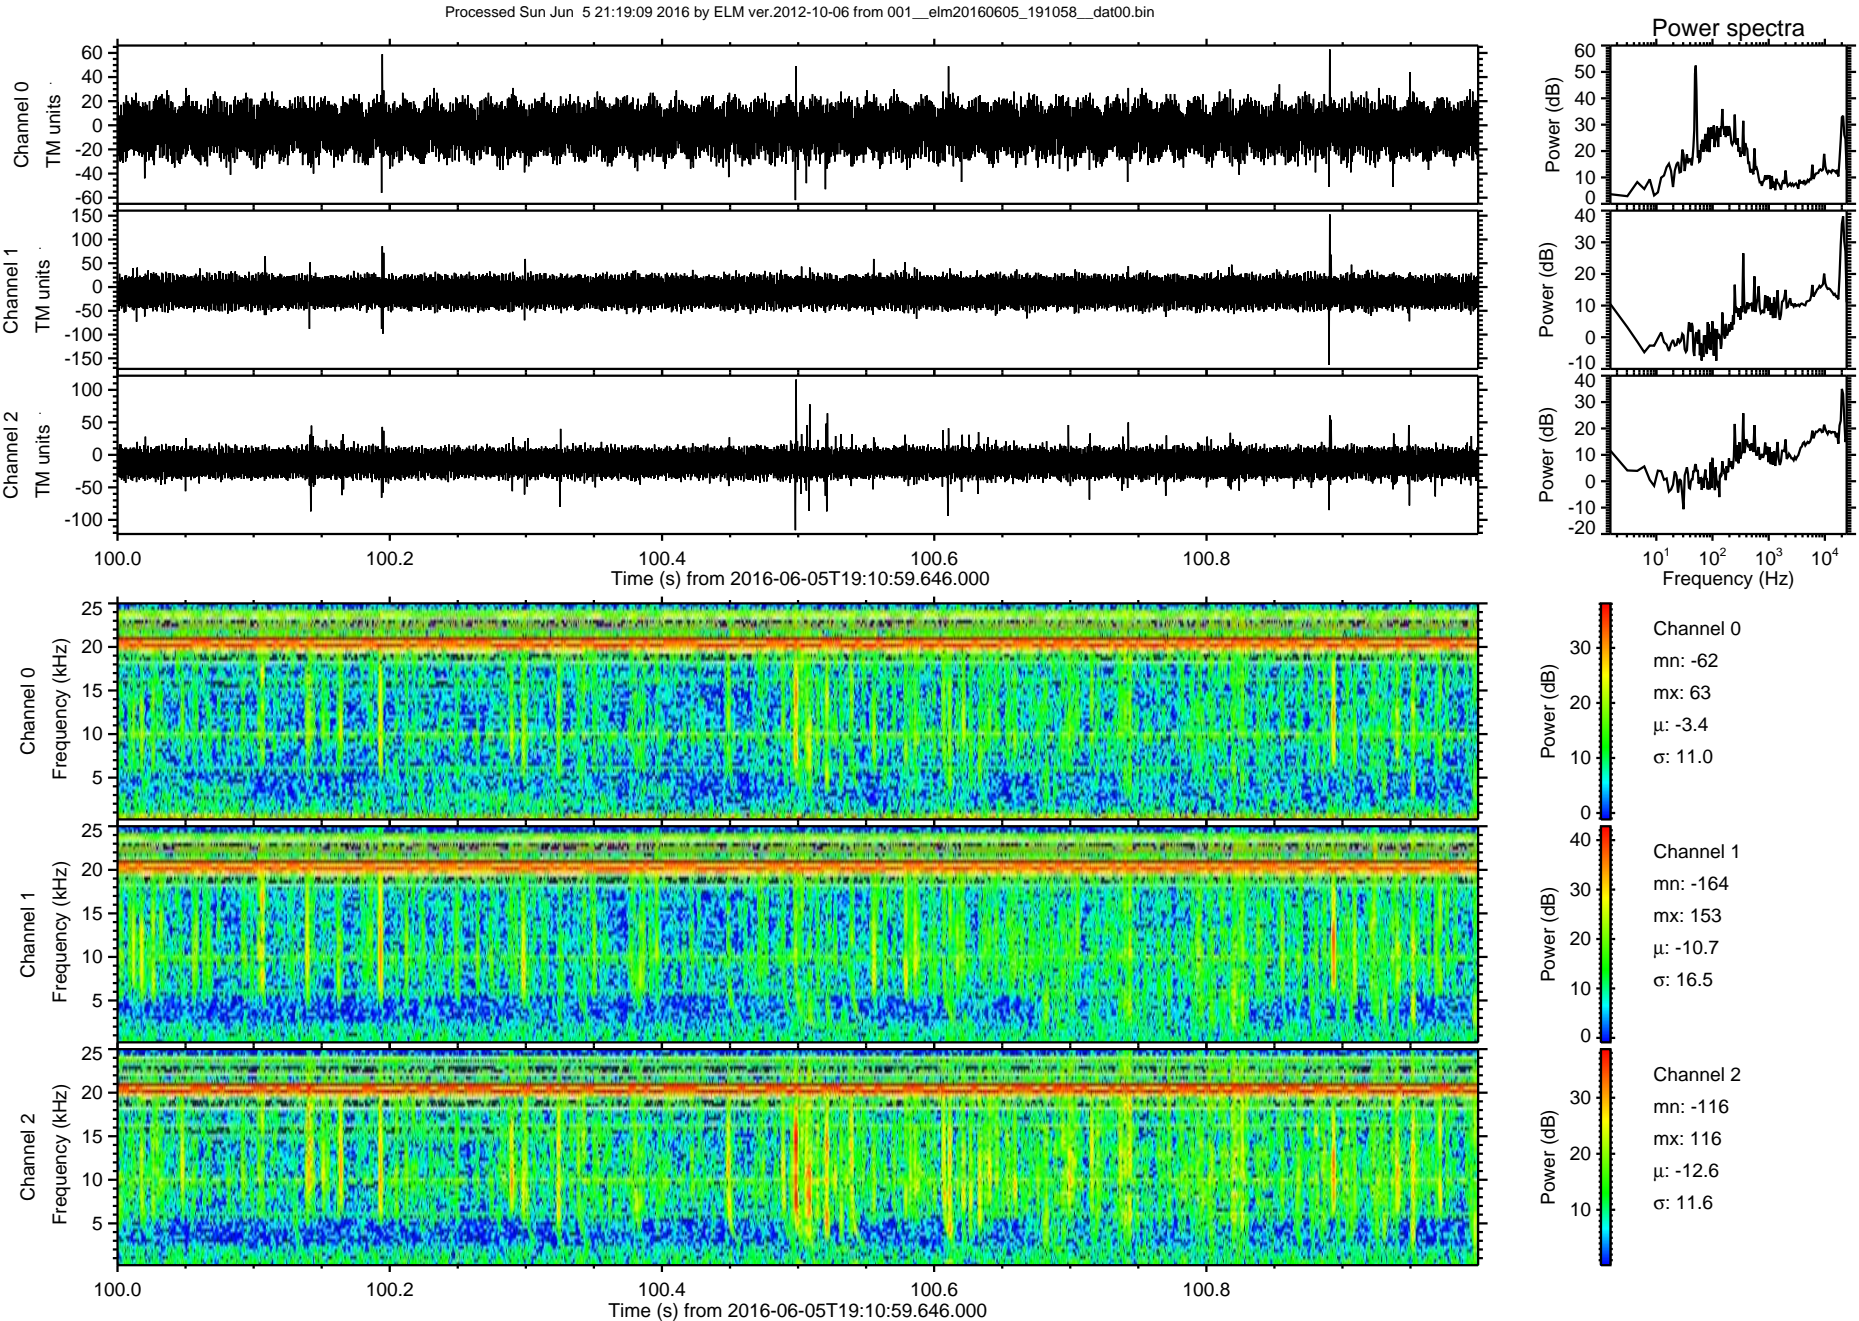 Processed Sun Jun  5 21:19:09 2016 by ELM ver.2012-10-06 from 001__elm20160605_191058__dat00.bin
Power spectra
Channel 0
TM units
60
40
20
0
-20
-40
-60
Power (dB)
60
50
40
30
20
10
0
Channel 1
TM units
150
100
50
0
-50
-100
-150
Power (dB)
40
30
20
10
0
-10
Channel 2
TM units
100
50
0
-50
-100
Power (dB)
40
30
20
10
0
-10
-20
100.0 100.2 100.4 100.6 100.8
Time (s) from 2016-06-05T19:10:59.646.000
10¹ 10² 10³ 10⁴
Frequency (Hz)
Channel 0
Frequency (kHz)
25
20
15
10
5
Power (dB)
30
20
10
0
Channel 0
mn: -62
mx: 63
μ: -3.4
σ: 11.0
Channel 1
Frequency (kHz)
25
20
15
10
5
Power (dB)
40
30
20
10
0
Channel 1
mn: -164
mx: 153
μ: -10.7
σ: 16.5
Channel 2
Frequency (kHz)
25
20
15
10
5
Power (dB)
30
20
10
Channel 2
mn: -116
mx: 116
μ: -12.6
σ: 11.6
100.0 100.2 100.4 100.6 100.8
Time (s) from 2016-06-05T19:10:59.646.000